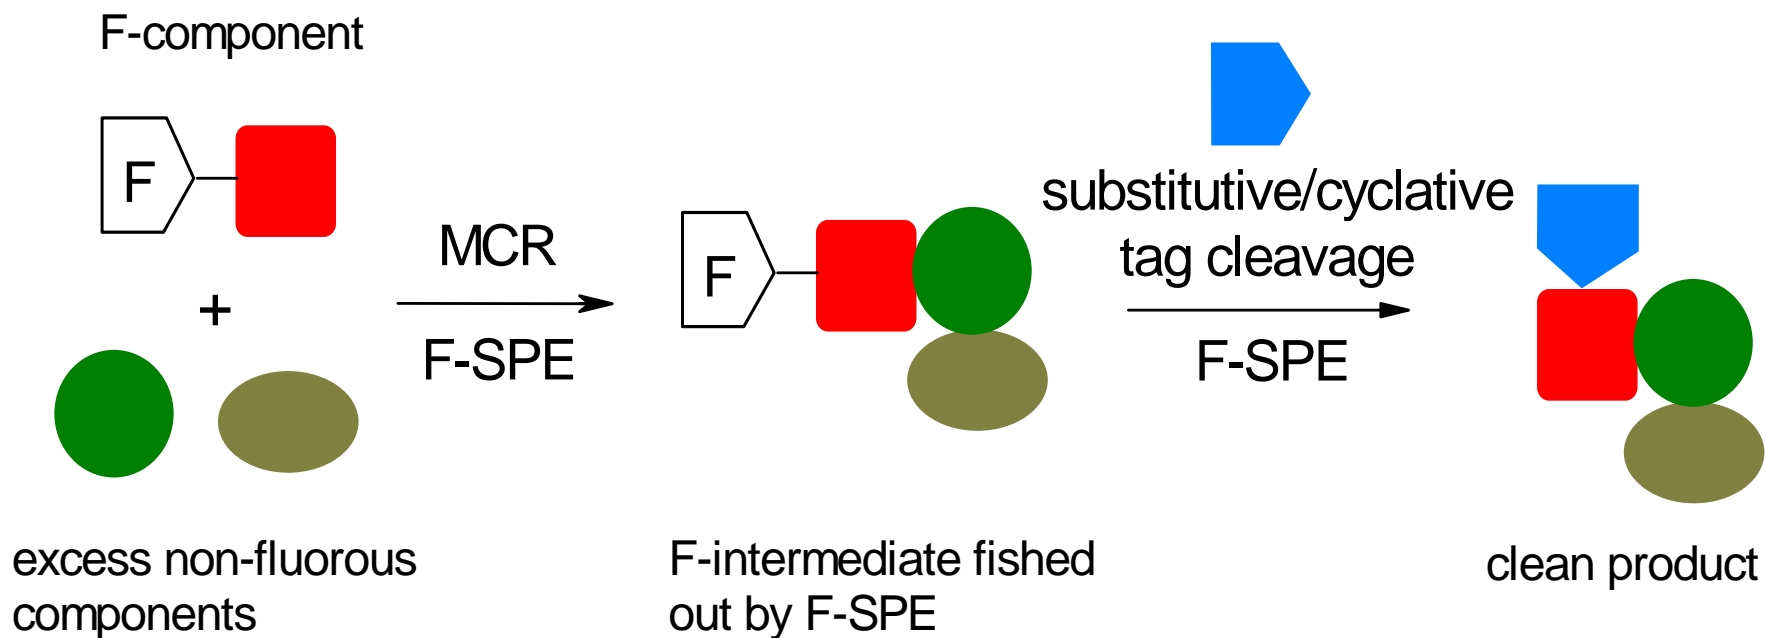 F-component
F
+
excess non-fluorous
components
MCR
F-SPE
F
F-intermediate fished
out by F-SPE
substitutive/cyclative
tag cleavage
F-SPE
clean product